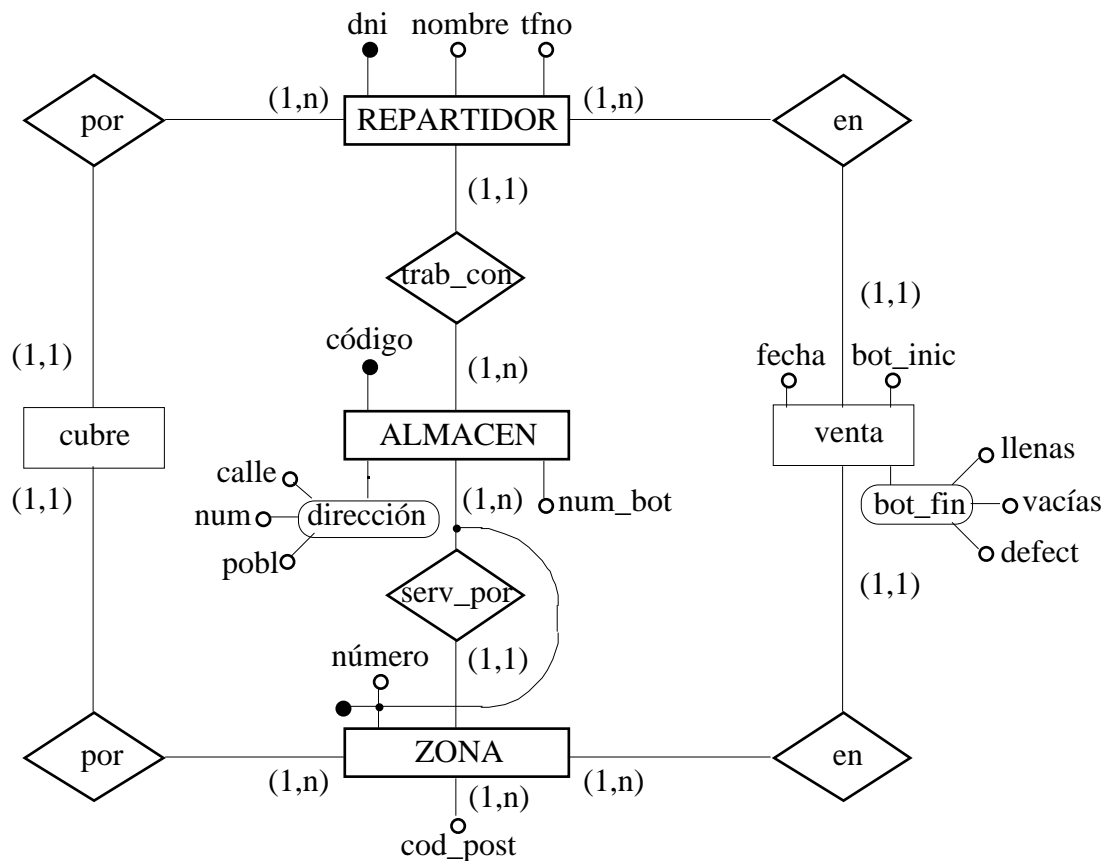 dni nombre tfno
(1,n) (1,n)
por REPARTIDOR en
(1,1)
trab_con
(1,1)
código
(1,1) (1,n) fecha bot_inic
cubre ALMACEN venta
llenas
calle
(1,1) (1,n) num_bot
num dirección bot_fin vacías
pobl defect
serv_por (1,1)
número (1,1)
por ZONA en
(1,n) (1,n) (1,n)
cod_post